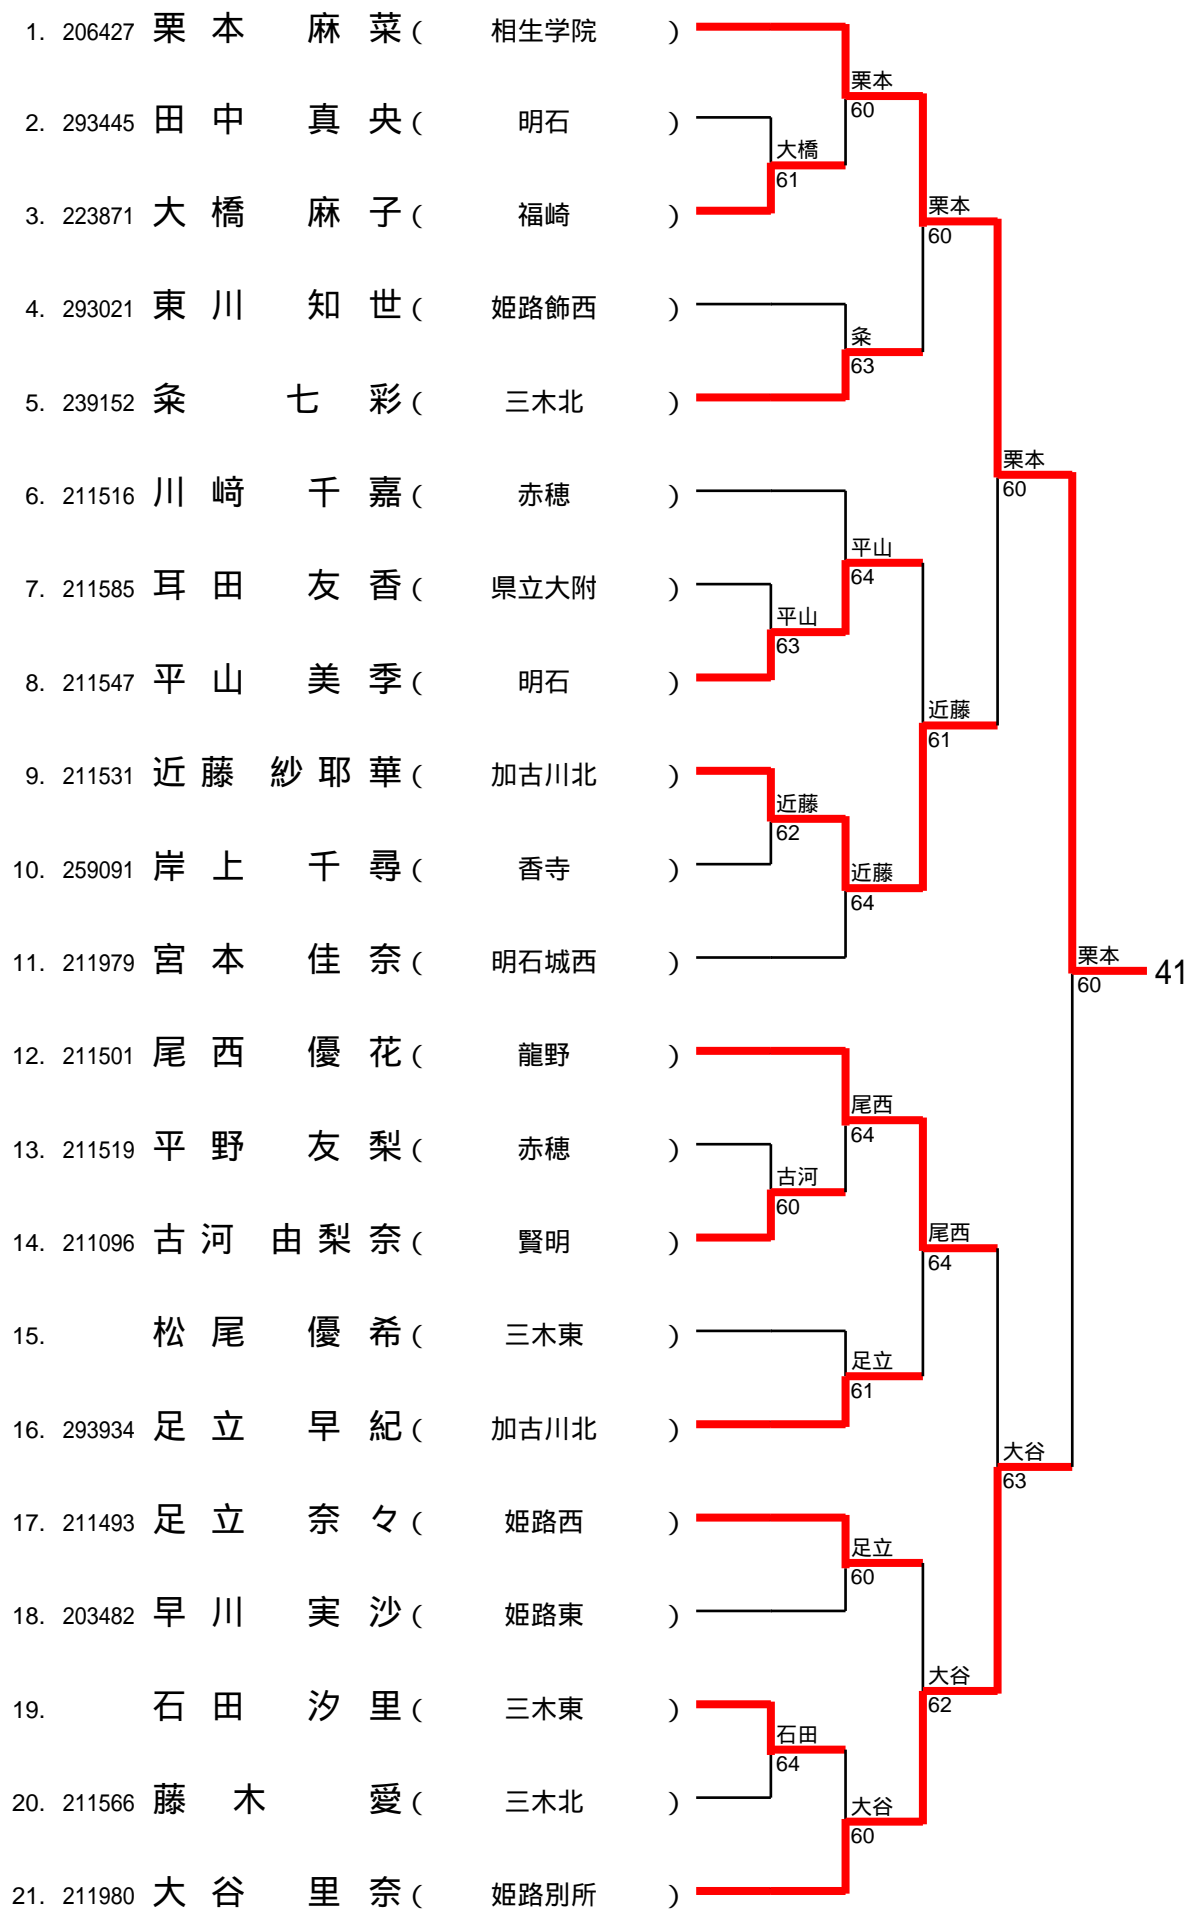 1. 206427 栗本 麻菜 ( 相生学院 )
栗本
60
2. 293445 田中 真央 ( 明石 )
大橋
61
3. 223871 大橋 麻子 ( 福崎 )
栗本
60
4. 293021 東川 知世 ( 姫路飾西 )
粂
63
5. 239152 粂 七彩 ( 三木北 )
栗本
60
6. 211516 川﨑 千嘉 ( 赤穂 )
平山
64
7. 211585 耳田 友香 ( 県立大附 )
平山
63
8. 211547 平山 美季 ( 明石 )
近藤
61
9. 211531 近藤 紗耶華 ( 加古川北 )
近藤
62
10. 259091 岸上 千尋 ( 香寺 )
近藤
64
11. 211979 宮本 佳奈 ( 明石城西 )
栗本
60
41
12. 211501 尾西 優花 ( 龍野 )
尾西
64
13. 211519 平野 友梨 ( 赤穂 )
古河
60
14. 211096 古河 由梨奈 ( 賢明 )
尾西
64
15. 松尾 優希 ( 三木東 )
足立
61
16. 293934 足立 早紀 ( 加古川北 )
大谷
63
17. 211493 足立 奈々 ( 姫路西 )
足立
60
18. 203482 早川 実沙 ( 姫路東 )
大谷
62
19. 石田 汐里 ( 三木東 )
石田
64
20. 211566 藤木 愛 ( 三木北 )
大谷
60
21. 211980 大谷 里奈 ( 姫路別所 )